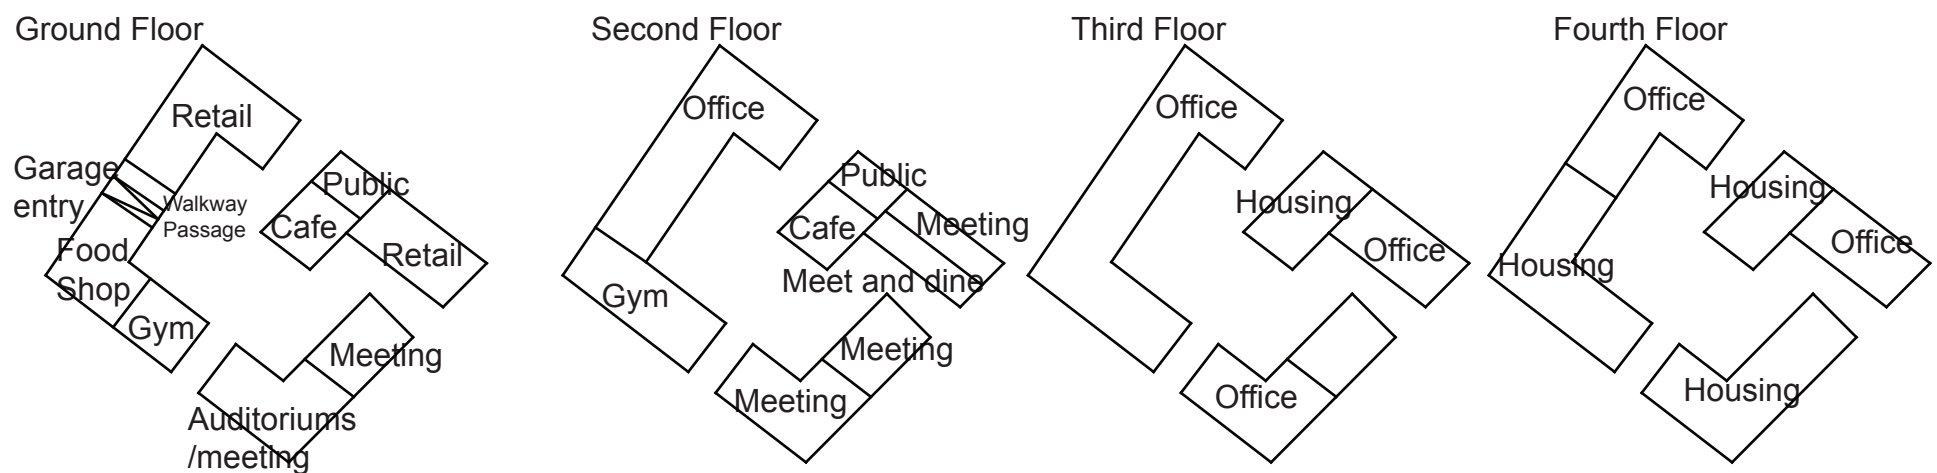 Ground Floor
Retail
Garage
entry
Walkway
Passage
Food
Shop
Gym
Public
Cafe
Retail
Meeting
Auditoriums
/meeting
Second Floor
Office
Gym
Public
Cafe
Meeting
Meet and dine
Meeting
Meeting
Third Floor
Office
Housing
Office
Office
Fourth Floor
Office
Housing
Housing
Office
Housing